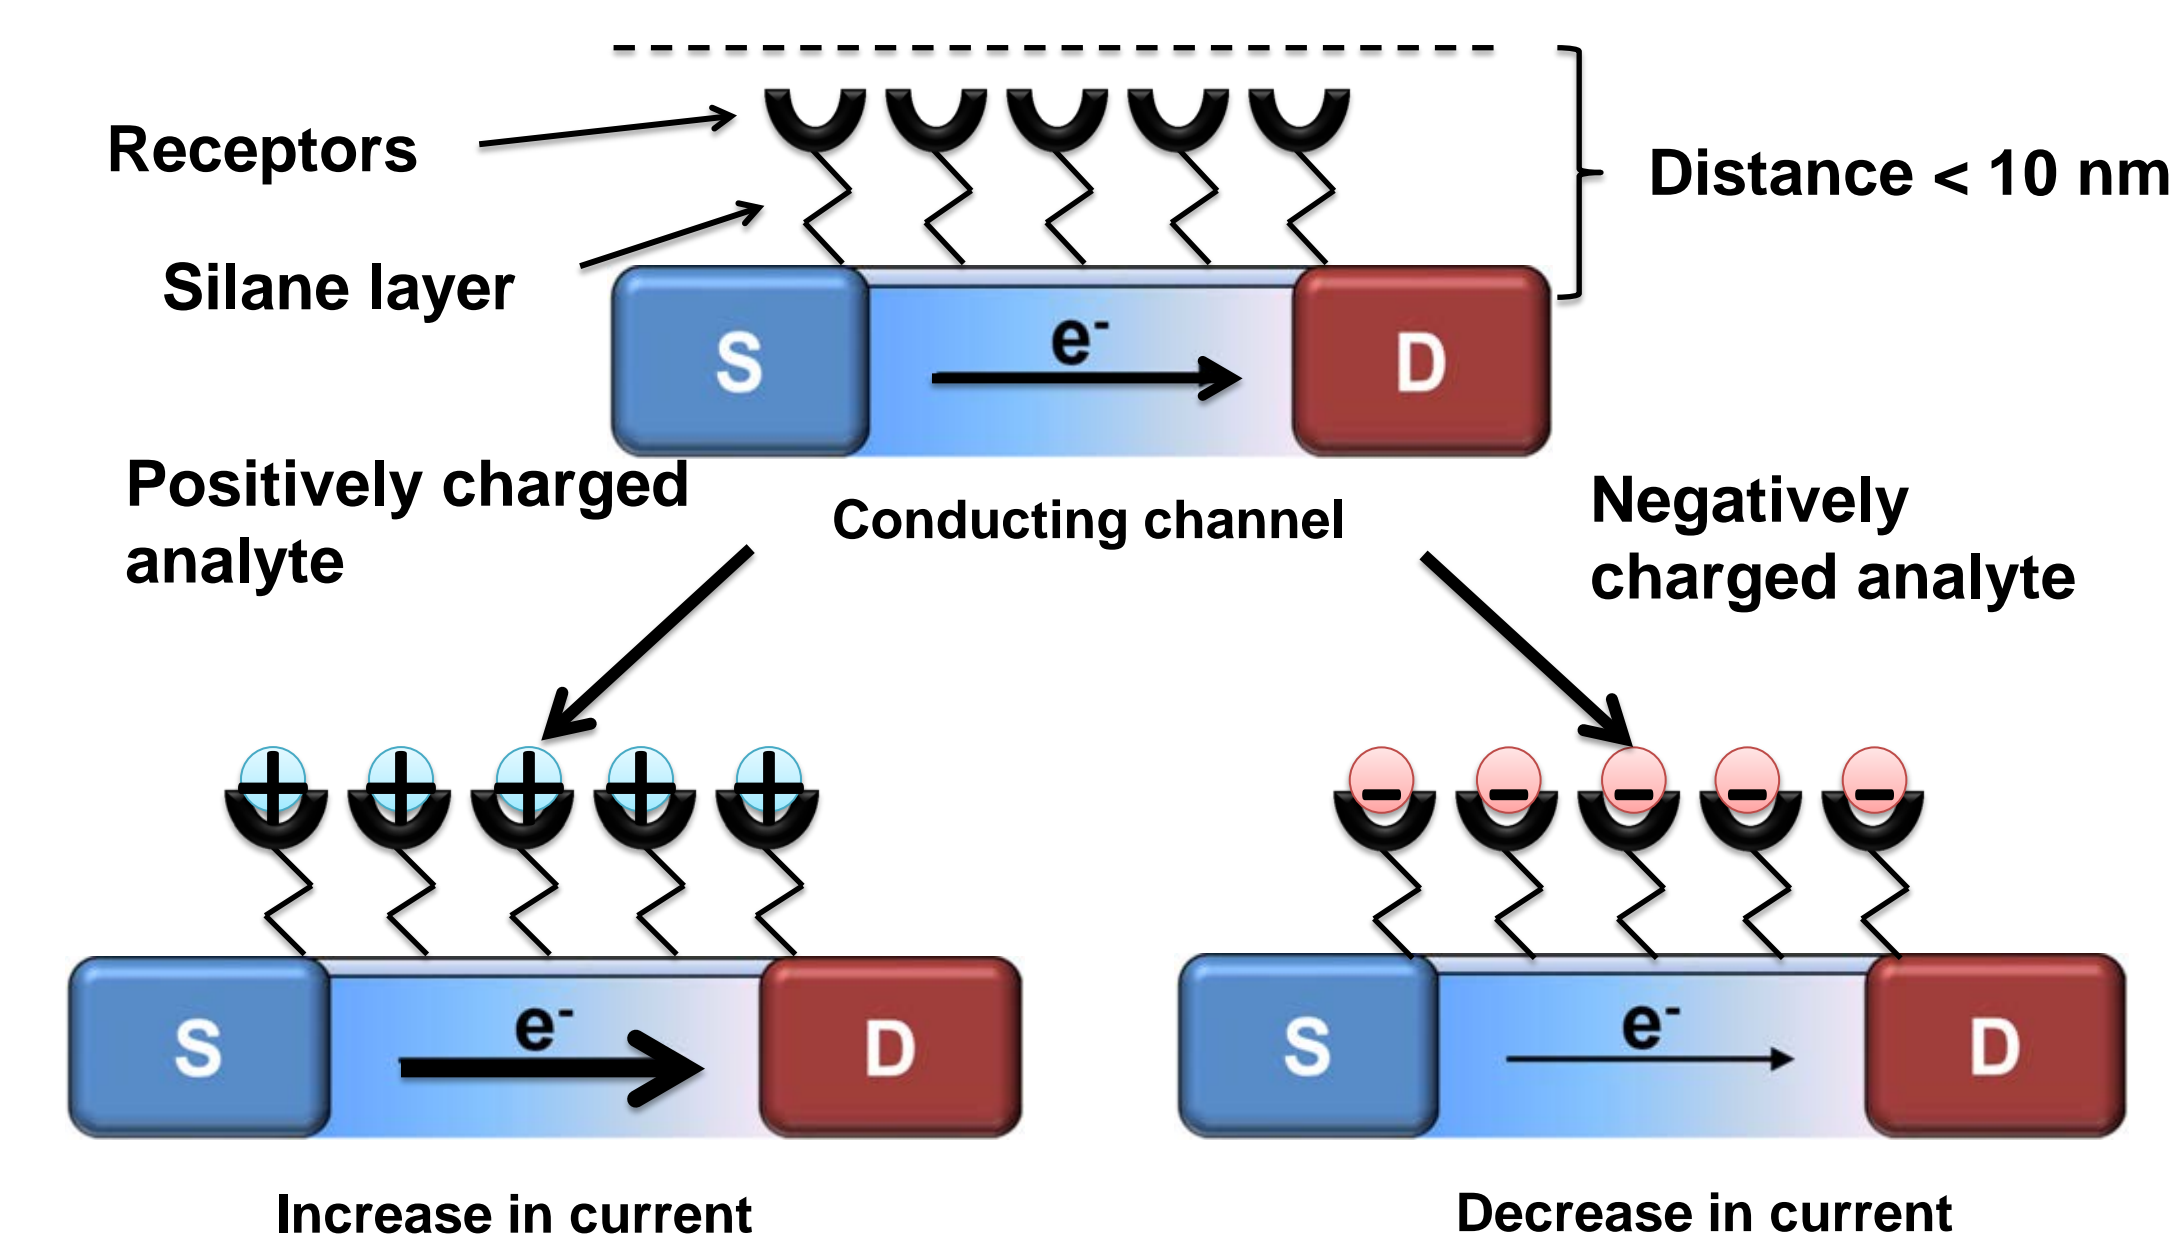 Receptors
Distance < 10 nm
Silane layer
e-
S
D
Positively charged
analyte
Conducting channel
Negatively
charged analyte
+ + + + +
- - - - -
e-
S
D
e-
S
D
Increase in current
Decrease in current